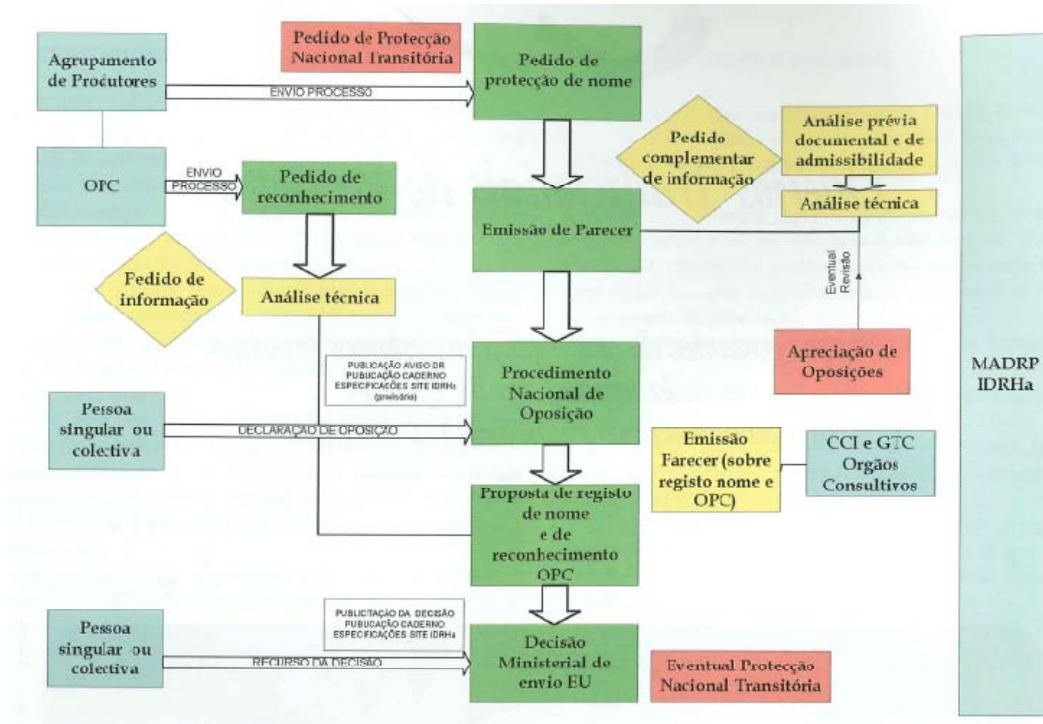 Agrupamento
de Produtores
Pedido de Protecção
Nacional Transitória
Pedido de
protecção de nome
ENVIO PROCESSO
Pedido
complementar
de informação
Análise prévia
documental e de
admissibilidade
OPC
ENVIO
PROCESSO
Pedido de
reconhecimento
Análise técnica
Emissão de Parecer
Eventual
Revisão
Fedido de
informação
Análise técnica
Apreciação de
Oposições
MADRP
IDRHa
PUBLICAÇÃO AVISO DR
PUBLICAÇÃO CADERNO
ESPECIFICAÇÕES SITE IDRHa
(provisório)
Procedimento
Nacional de
Oposição
Pessoa
singular ou
colectiva
DECLARAÇÃO DE OPOSIÇÃO
Emissão
Farecer (sobre
registo nome e
OPC)
CCI e GTC
Orgãos
Consultivos
Proposta de registo
de nome
e de
reconhecimento
OPC
Pessoa
singular ou
colectiva
PUBLICITAÇÃO DA DECISÃO
PUBLICAÇÃO CADERNO
ESPECIFICAÇÕES SITE IDRHa
RECURSO DA DECISÃO
Decisão
Ministerial de
envio EU
Eventual Protecção
Nacional Transitória